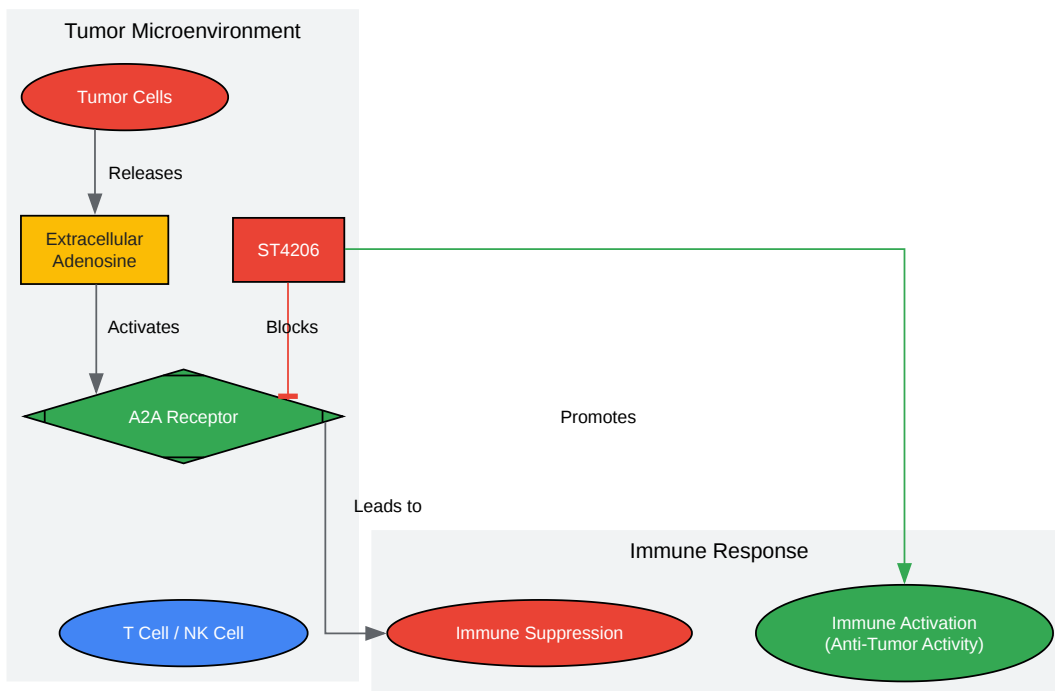 Tumor Microenvironment
Tumor Cells
Releases
Extracellular
Adenosine
ST4206
Activates
Blocks
A2A Receptor
Promotes
Leads to
Immune Response
T Cell / NK Cell
Immune Suppression
Immune Activation
(Anti-Tumor Activity)